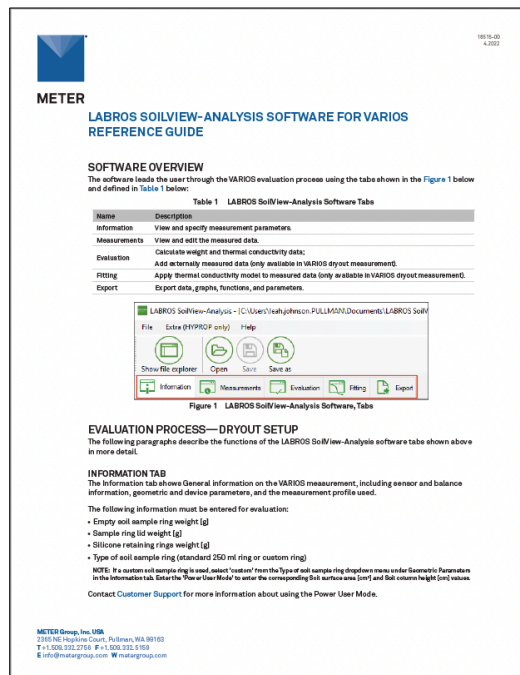 18515-00
4.2022
METER
LABROS SOILVIEW-ANALYSIS SOFTWARE FOR VARIOS
REFERENCE GUIDE
SOFTWARE OVERVIEW
The software leads the user through the VARIOS evaluation process using the tabs shown in the Figure 1 below
and defined in Table 1 below:
Table 1 LABROS SoilView-Analysis Software Tabs
Name Description
Information View and specify measurement parameters.
Measurements View and edit the measured data.
Evaluation Calculate weight and thermal conductivity data;
Add externally measured data (only available in VARIOS dryout measurement).
Fitting Apply thermal conductivity model to measured data (only available in VARIOS dryout measurement).
Export Export data, graphs, functions, and parameters.
LABROS SoilView-Analysis - [C:\Users\leah.johnson.PULLMAN\Documents\LABROS SoilV
File Extra (HYPROP only) Help
Show file explorer Open Save Save as
Information Measurements Evaluation Fitting Export
Figure 1 LABROS SoilView-Analysis Software, Tabs
EVALUATION PROCESS—DRYOUT SETUP
The following paragraphs describe the functions of the LABROS SoilView-Analysis software tabs shown above
in more detail.
INFORMATION TAB
The Information tab shows General information on the VARIOS measurement, including sensor and balance
information, geometric and device parameters, and the measurement profile used.
The following information must be entered for evaluation:
• Empty soil sample ring weight [g]
• Sample ring lid weight [g]
• Silicone retaining rings weight [g]
• Type of soil sample ring (standard 250 ml ring or custom ring)
NOTE: If a custom soil sample ring is used, select 'custom' from the Type of soil sample ring dropdown menu under Geometric Parameters
in the Information tab. Enter the 'Power User Mode' to enter the corresponding Soil surface area [cm²] and Soil column height [cm] values.
Contact Customer Support for more information about using the Power User Mode.
METER Group, Inc. USA
2365 NE Hopkins Court, Pullman, WA 99163
T +1.509.332.2756 F +1.509.332.5158
E info@metergroup.com W metergroup.com